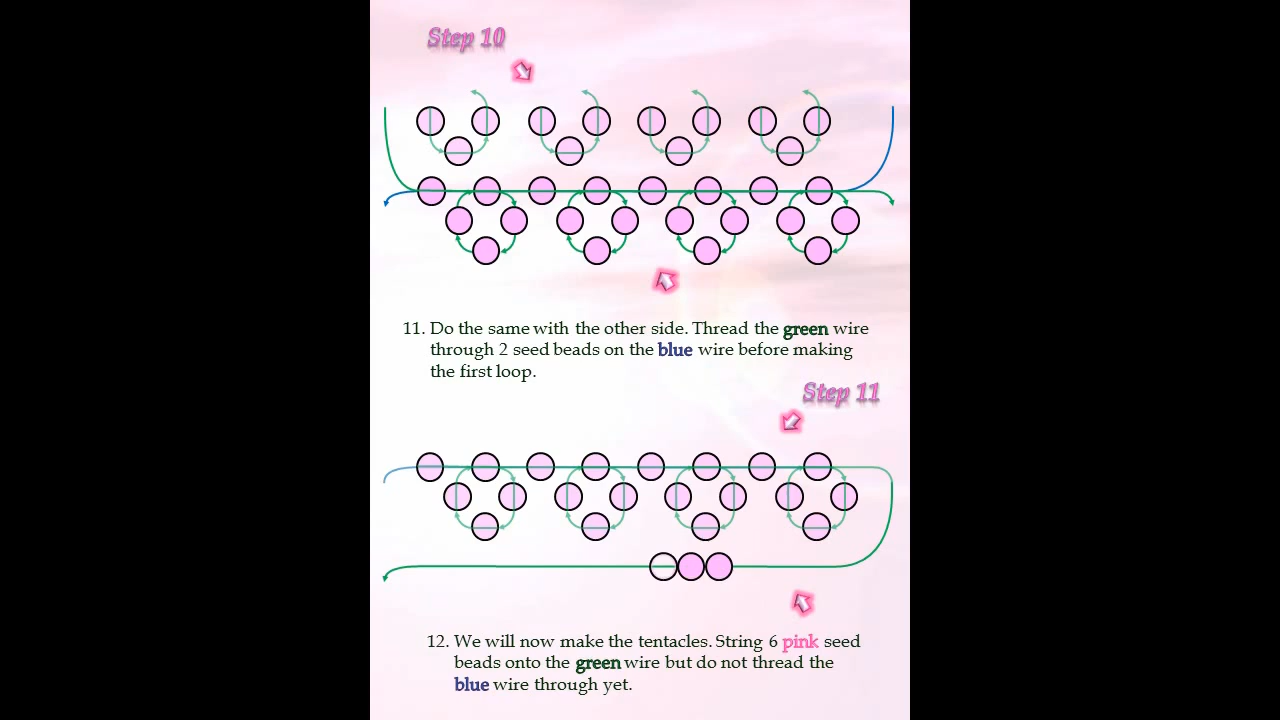 Step 10
11. Do the same with the other side. Thread the green wire
through 2 seed beads on the blue wire before making
the first loop.
Step 11
12. We will now make the tentacles. String 6 pink seed
beads onto the green wire but do not thread the
blue wire through yet.